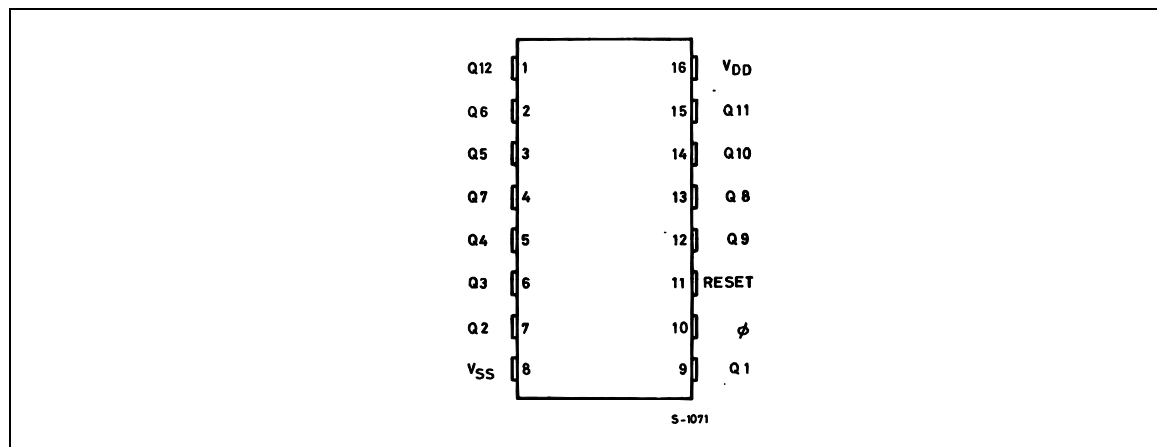 Q12 1 16 VDD
Q6 2 15 Q11
Q5 3 14 Q10
Q7 4 13 Q8
Q4 5 12 Q9
Q3 6 11 RESET
Q2 7 10 ϕ
VSS 8 9 Q1
S-1071